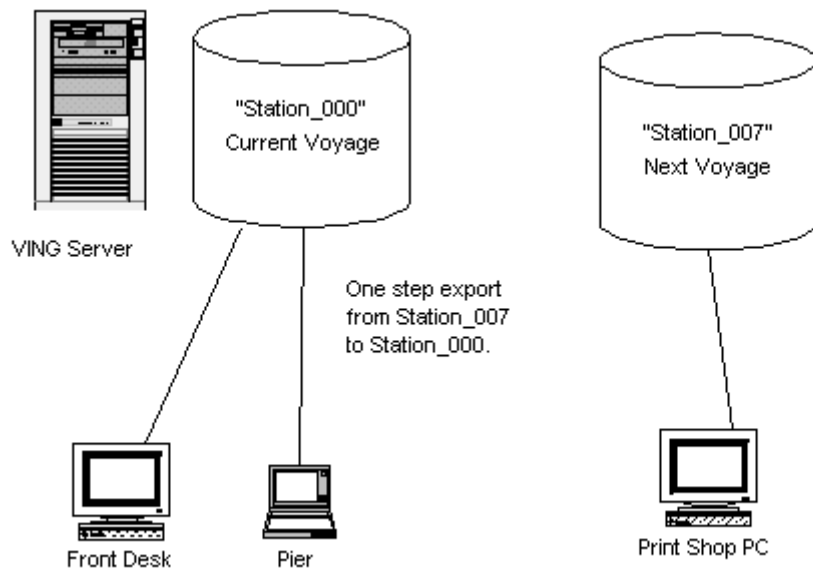 "Station_000"
Current Voyage
"Station_007"
Next Voyage
VING Server
One step export
from Station_007
to Station_000.
Front Desk
Pier
Print Shop PC